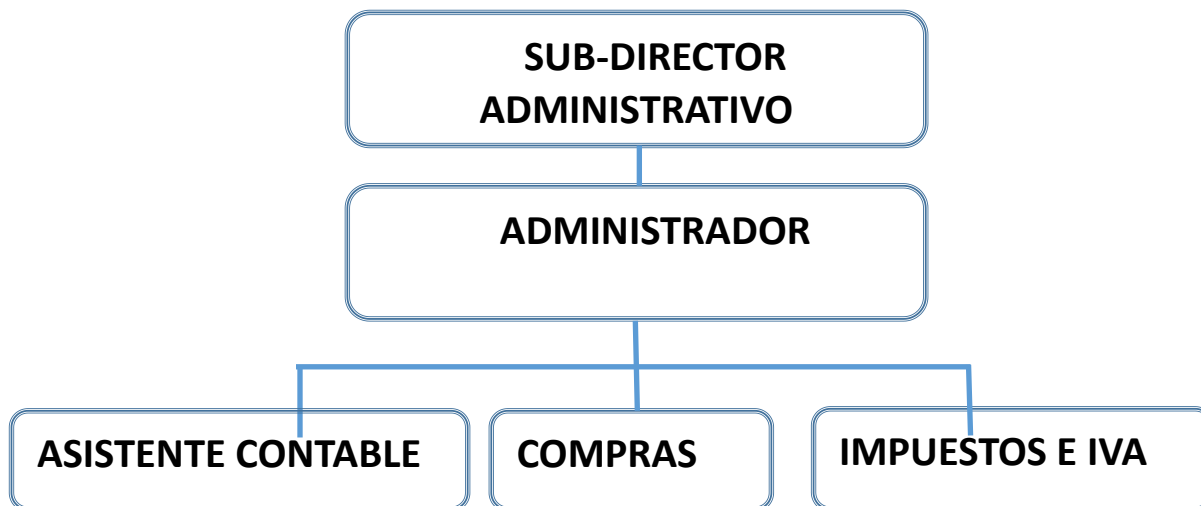 SUB-DIRECTOR
ADMINISTRATIVO
ADMINISTRADOR
ASISTENTE CONTABLE
COMPRAS
IMPUESTOS E IVA